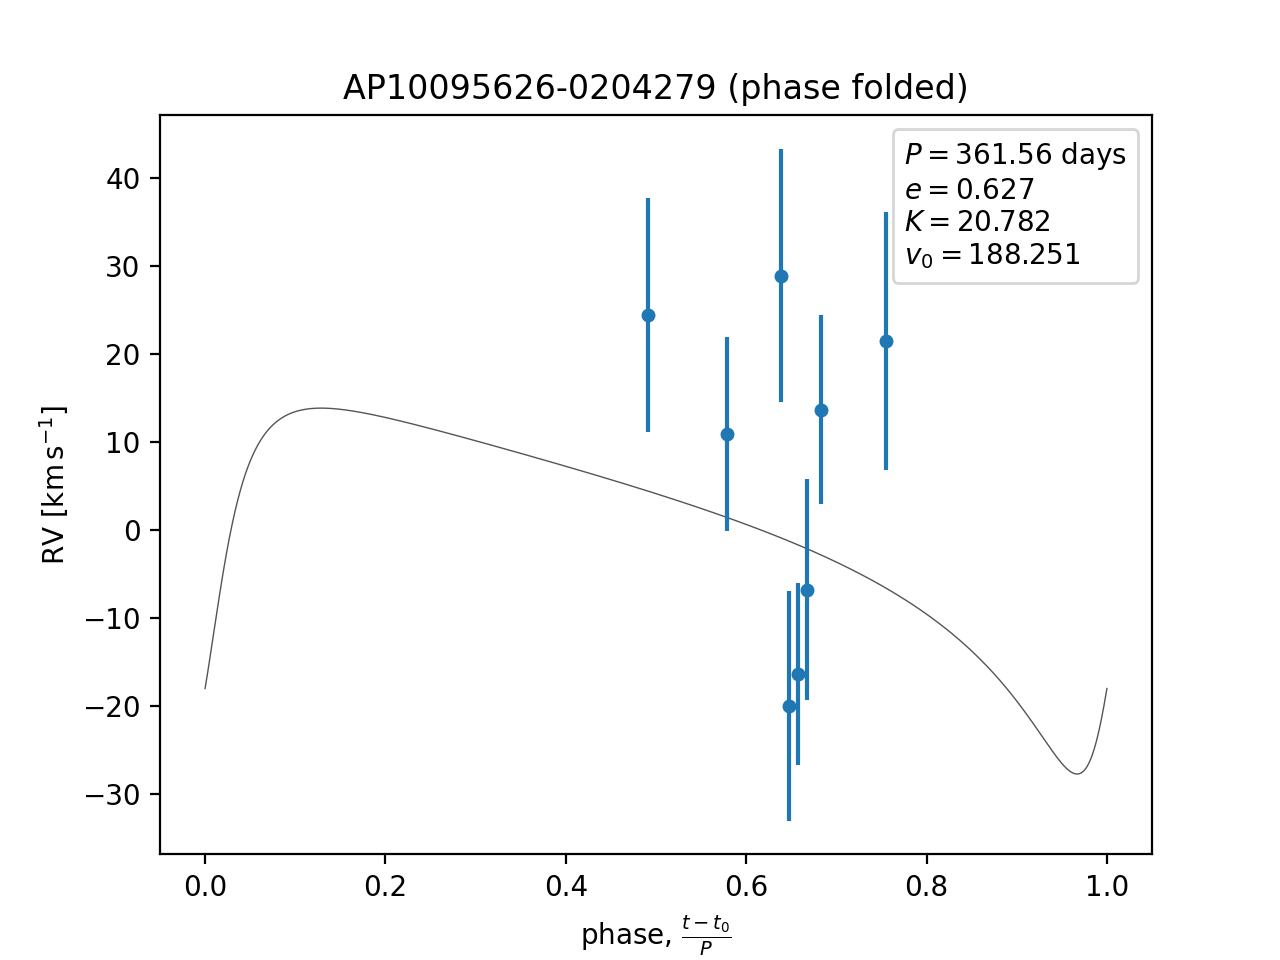 AP10095626-0204279 (phase folded)
P = 361.56 days
e = 0.627
K = 20.782
v₀ = 188.251
RV [km s⁻¹]
40
30
20
10
0
−10
−20
−30
0.0 0.2 0.4 0.6 0.8 1.0
phase, (t − t₀)/P